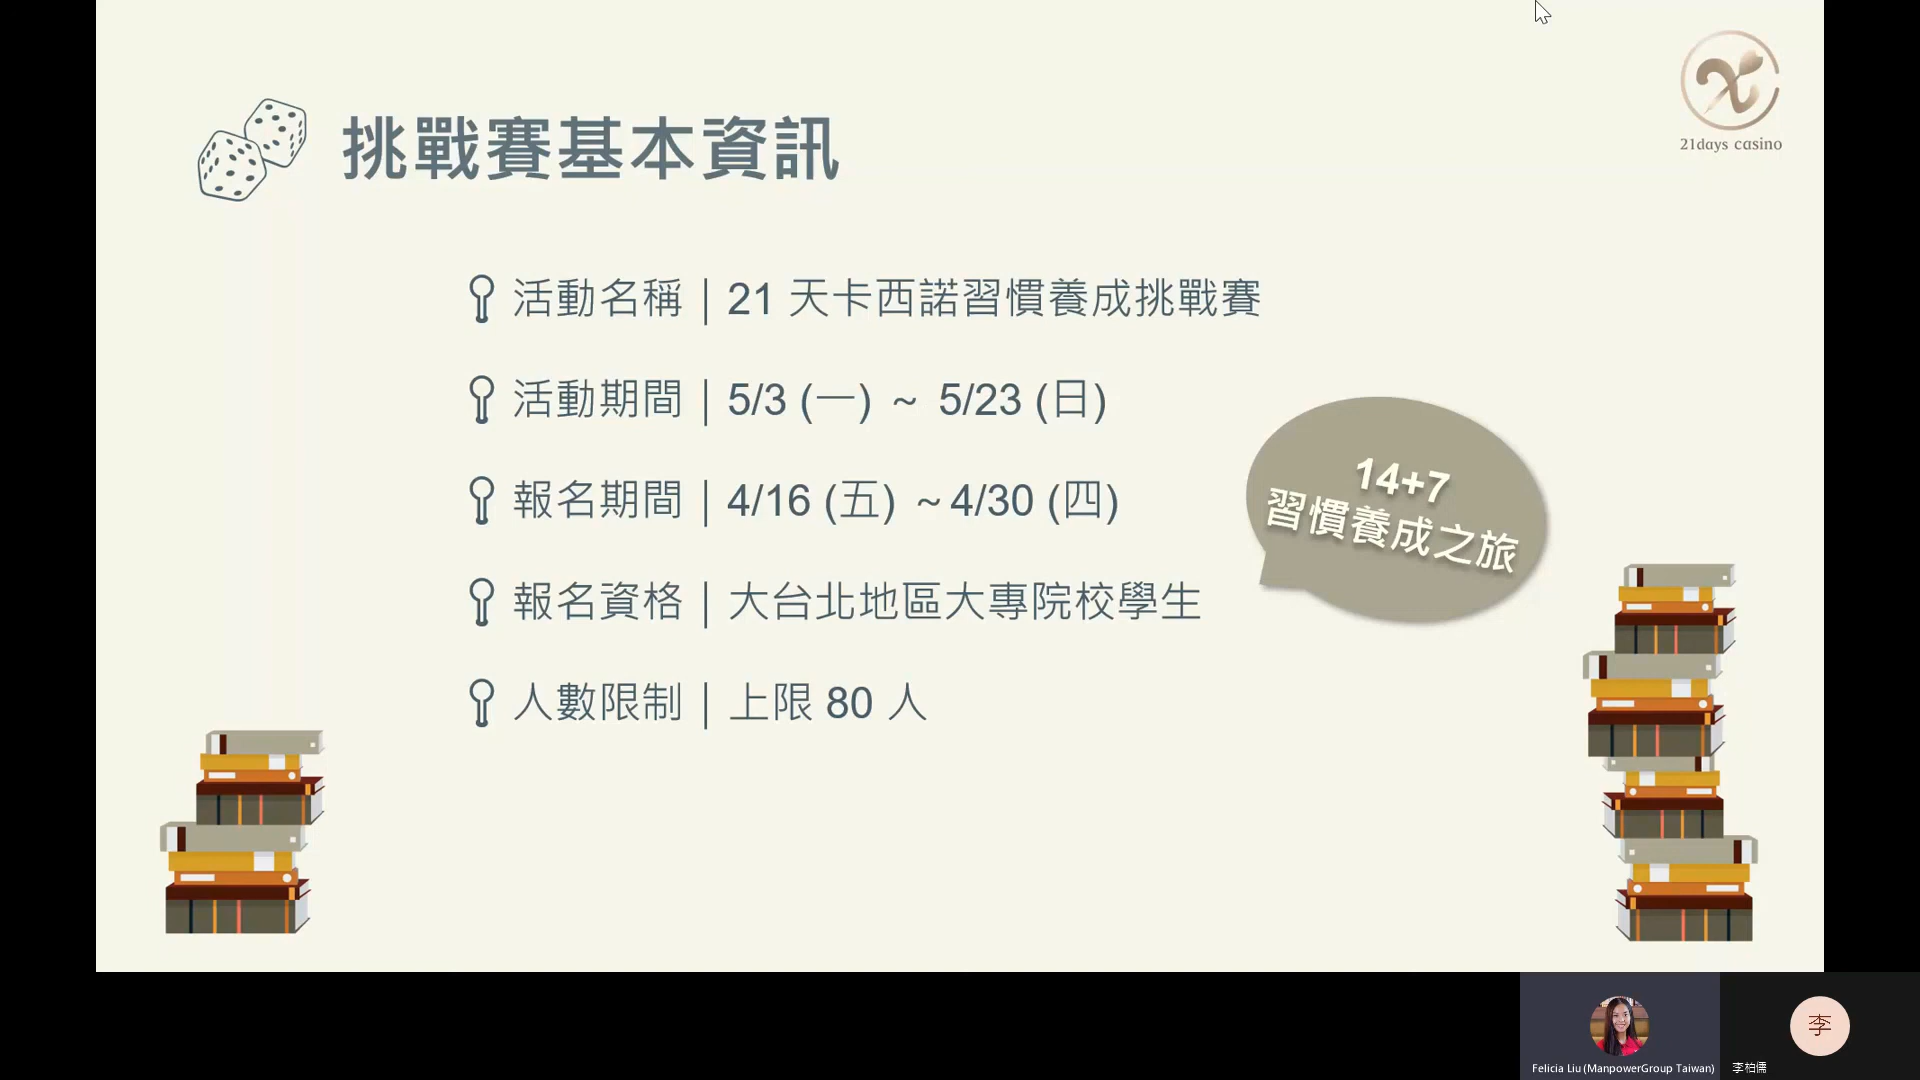 挑戰賽基本資訊
21days casino
活動名稱｜21 天卡西諾習慣養成挑戰賽
活動期間｜5/3 (一) ~ 5/23 (日)
報名期間｜4/16 (五) ~4/30 (四)
報名資格｜大台北地區大專院校學生
人數限制｜上限 80 人
14+7
習慣養成之旅
李
Felicia Liu (ManpowerGroup Taiwan)
李柏儒